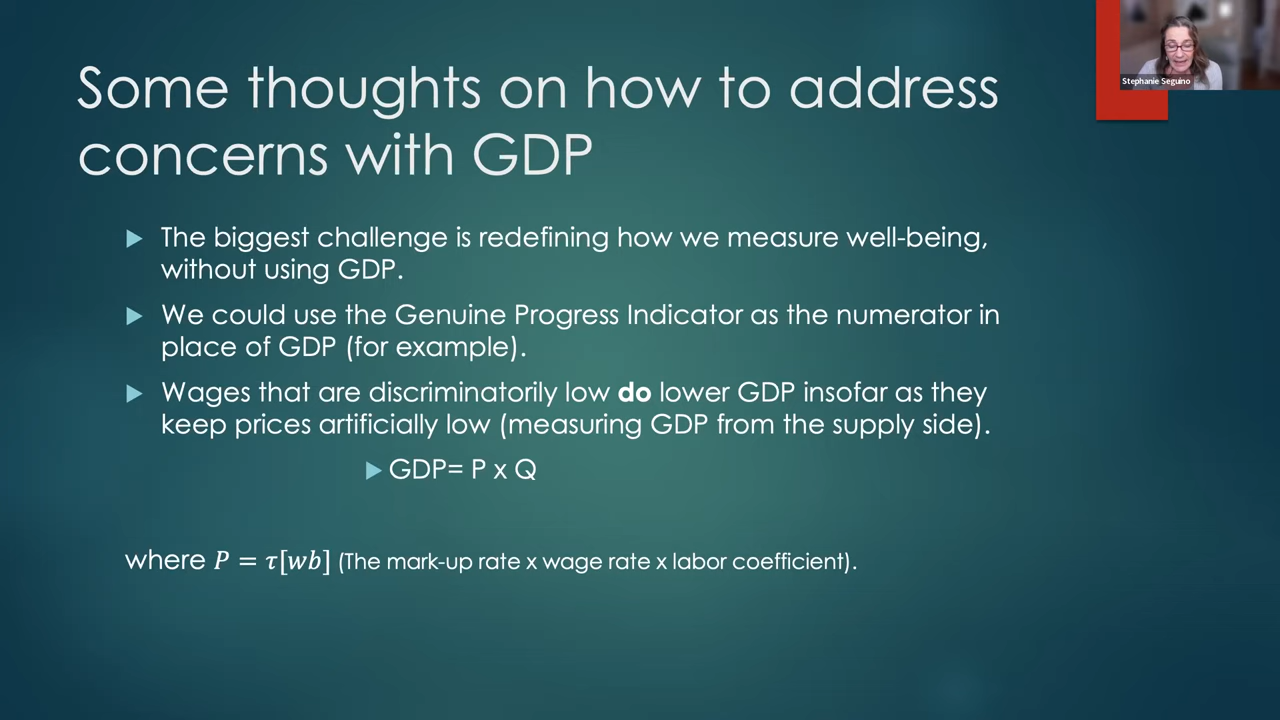 Stephanie Seguino
Some thoughts on how to address
concerns with GDP
The biggest challenge is redefining how we measure well-being,
without using GDP.
We could use the Genuine Progress Indicator as the numerator in
place of GDP (for example).
Wages that are discriminatorily low do lower GDP insofar as they
keep prices artificially low (measuring GDP from the supply side).
GDP= P x Q
where P = τ[wb] (The mark-up rate x wage rate x labor coefficient).